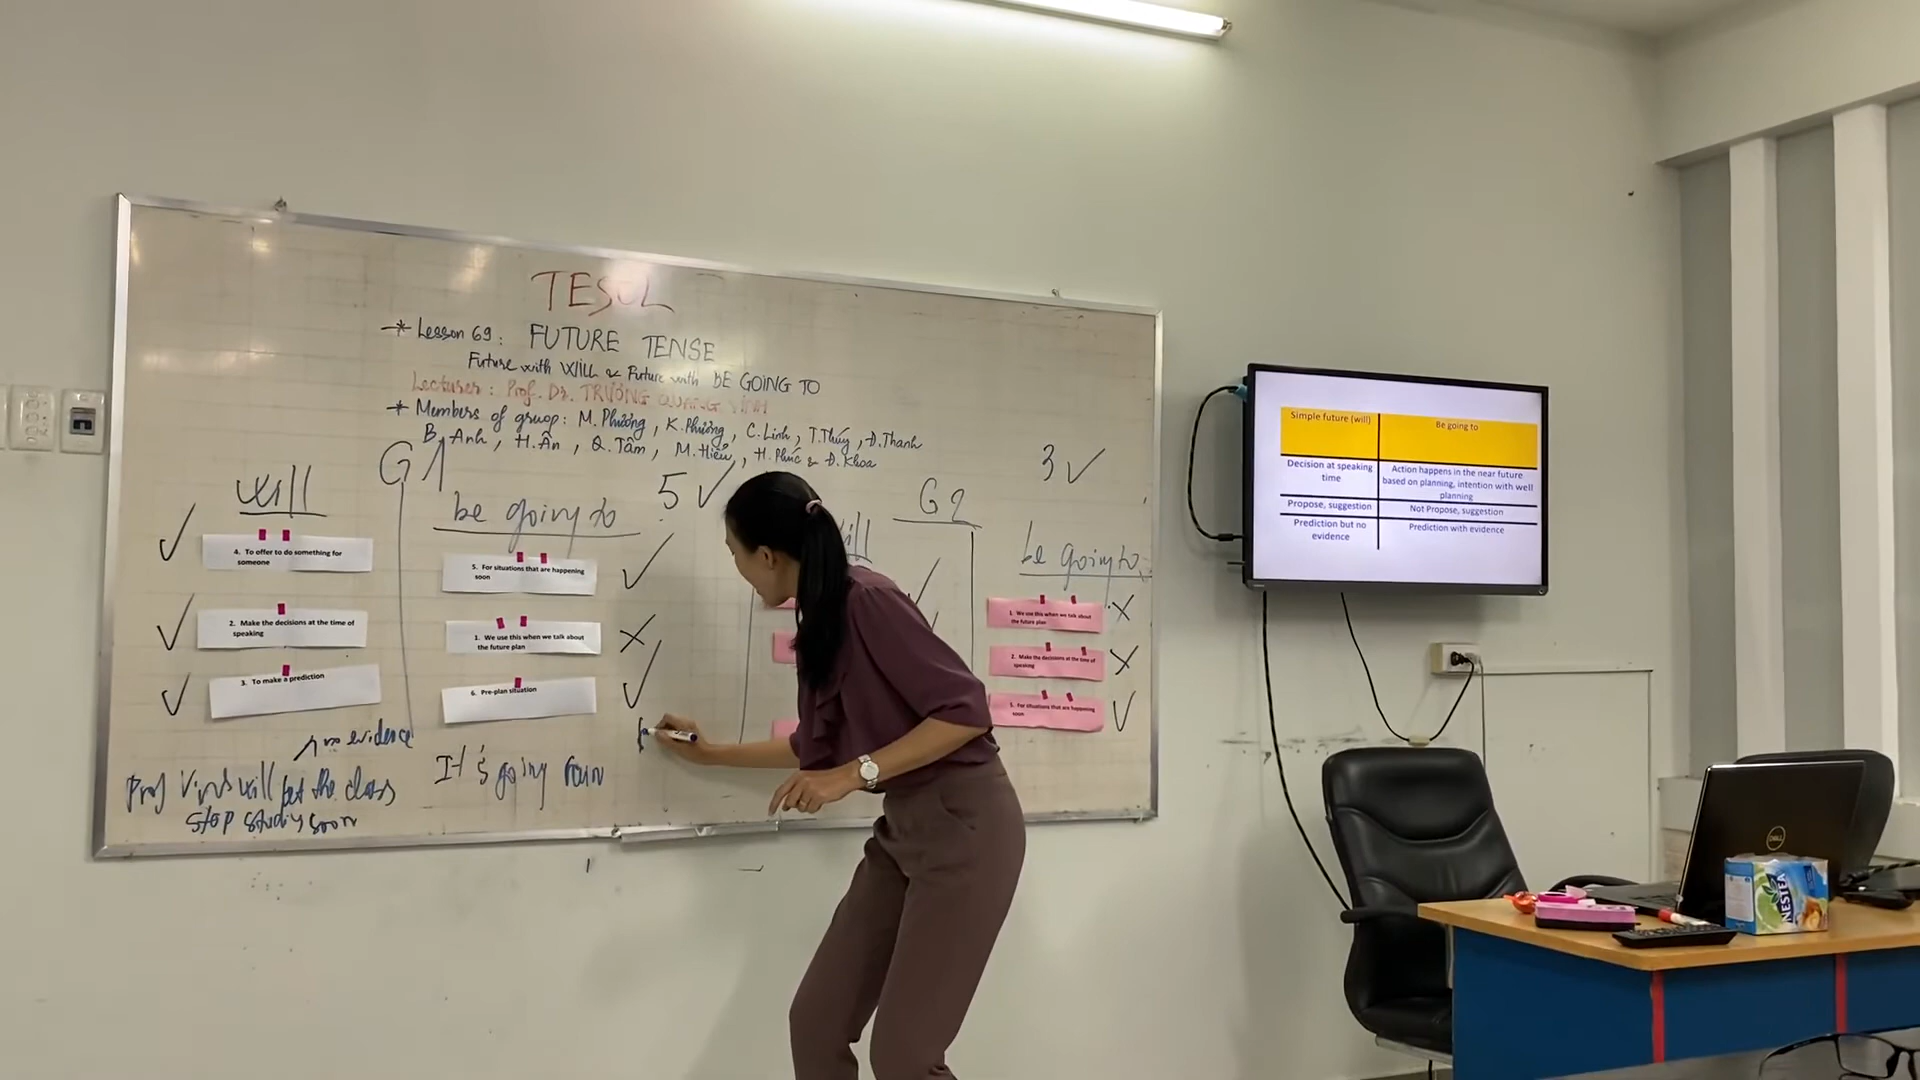 TESOL
* Lesson 69: FUTURE TENSE
Future with WILL & Future with BE GOING TO
Lecturer: Prof. Dr. TRƯƠNG QUANG VINH
* Members of gruop: M. Phương, K. Phương, C. Linh, T. Thúy, Đ. Thanh
B. Anh, H. Ân, Q. Tâm, M. Hiếu, H. Phúc & Đ. Khoa
G1
5 ✓
will
be going to
✓ 4. To offer to do something for
someone
✓ 2. Make the decisions at the time of
speaking
✓ 3. To make a prediction
5. For situations that are happening
soon ✓
1. We use this when we talk about
the future plan X
6. Pre-plan situation ✓
no evidence
Prof will the class
stop study soon
It's going rain
G2
3 ✓
will
be going to
1. We use this when we talk about
the future plan X
2. Make the decisions at the time of
speaking X
5. For situations that are happening
soon ✓
Simple future (will) Be going to
Decision at speaking
time
Action happens in the near future
based on planning, intention with well
planning
Propose, suggestion Not Propose, suggestion
Prediction but no
evidence
Prediction with evidence
DELL
NESTEA